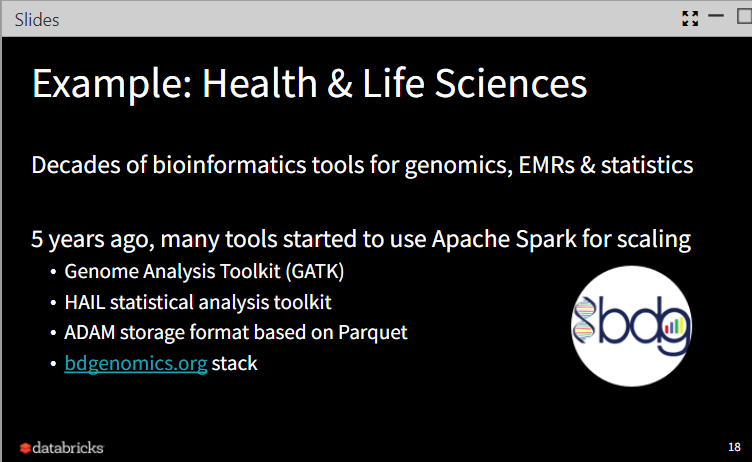 Slides
Example: Health & Life Sciences
Decades of bioinformatics tools for genomics, EMRs & statistics
5 years ago, many tools started to use Apache Spark for scaling
• Genome Analysis Toolkit (GATK)
• HAIL statistical analysis toolkit
• ADAM storage format based on Parquet
• bdgenomics.org stack
bdg
databricks
18